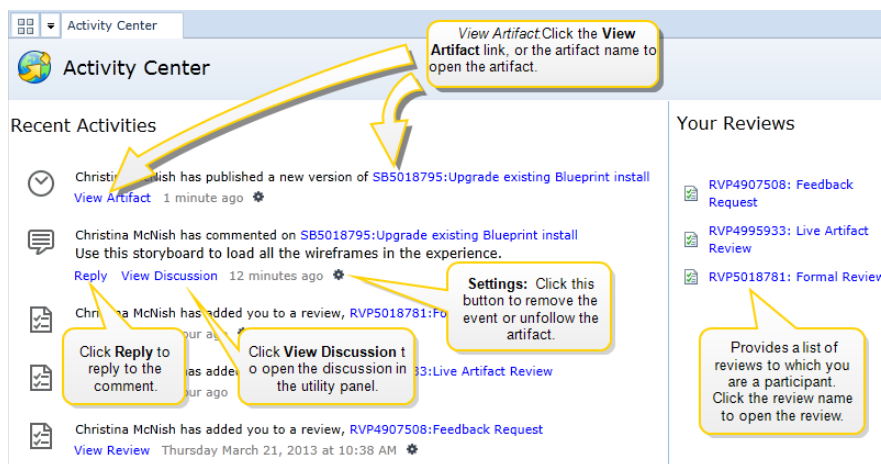 Activity Center
Activity Center
View Artifact:Click the View
Artifact link, or the artifact name to
open the artifact.
Recent Activities
Christina McNish has published a new version of SB5018795:Upgrade existing Blueprint install
View Artifact 1 minute ago
Christina McNish has commented on SB5018795:Upgrade existing Blueprint install
Use this storyboard to load all the wireframes in the experience.
Reply View Discussion 12 minutes ago
Settings: Click this
button to remove the
event or unfollow the
artifact.
Christina McNish has added you to a review, RVP5018781:Fo
ur ago
Click Reply to
reply to the
comment.
Click View Discussion t
o open the discussion in
the utility panel.
has added
33:Live Artifact Review
ur ago
Christina McNish has added you to a review, RVP4907508:Feedback Request
View Review Thursday March 21, 2013 at 10:38 AM
Your Reviews
RVP4907508: Feedback
Request
RVP4995933: Live Artifact
Review
RVP5018781: Formal Review
Provides a list of
reviews to which you
are a participant.
Click the review name
to open the review.